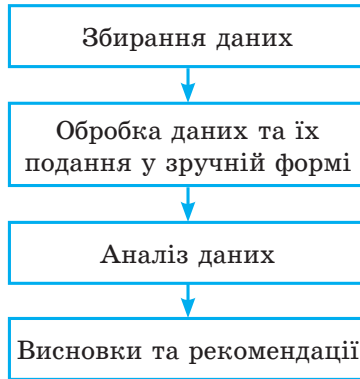 Збирання даних
Обробка даних та їх
подання у зручній формі
Аналіз даних
Висновки та рекомендації